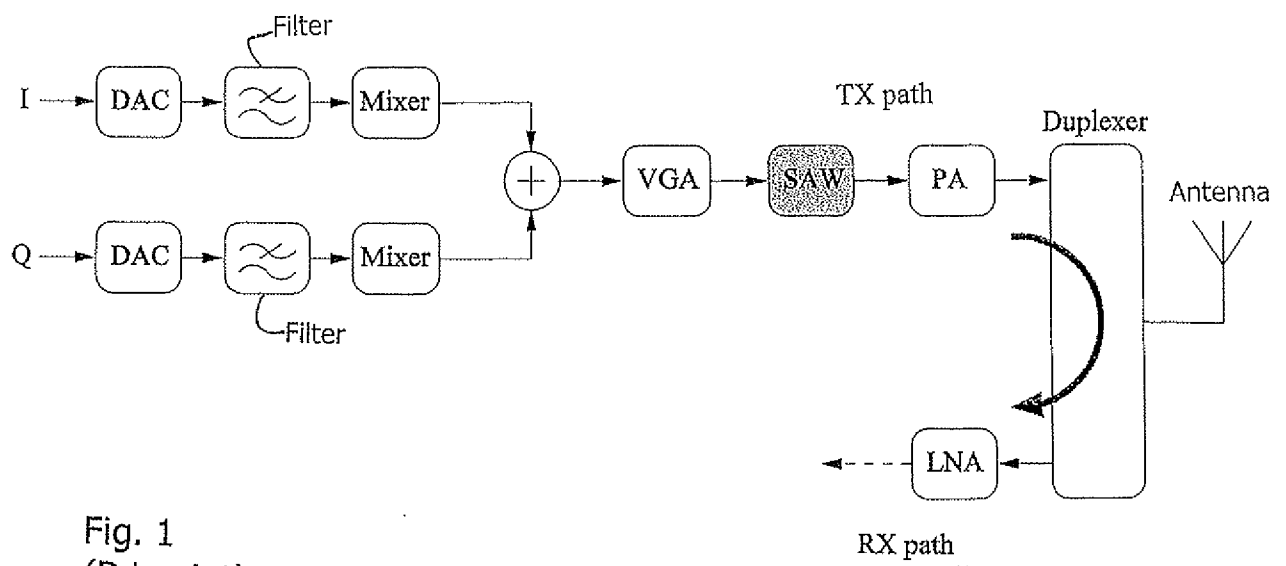 Filter
I
DAC
Mixer
TX path
Duplexer
+
VGA
SAW
PA
Antenna
Q
DAC
Mixer
Filter
LNA
Fig. 1
RX path